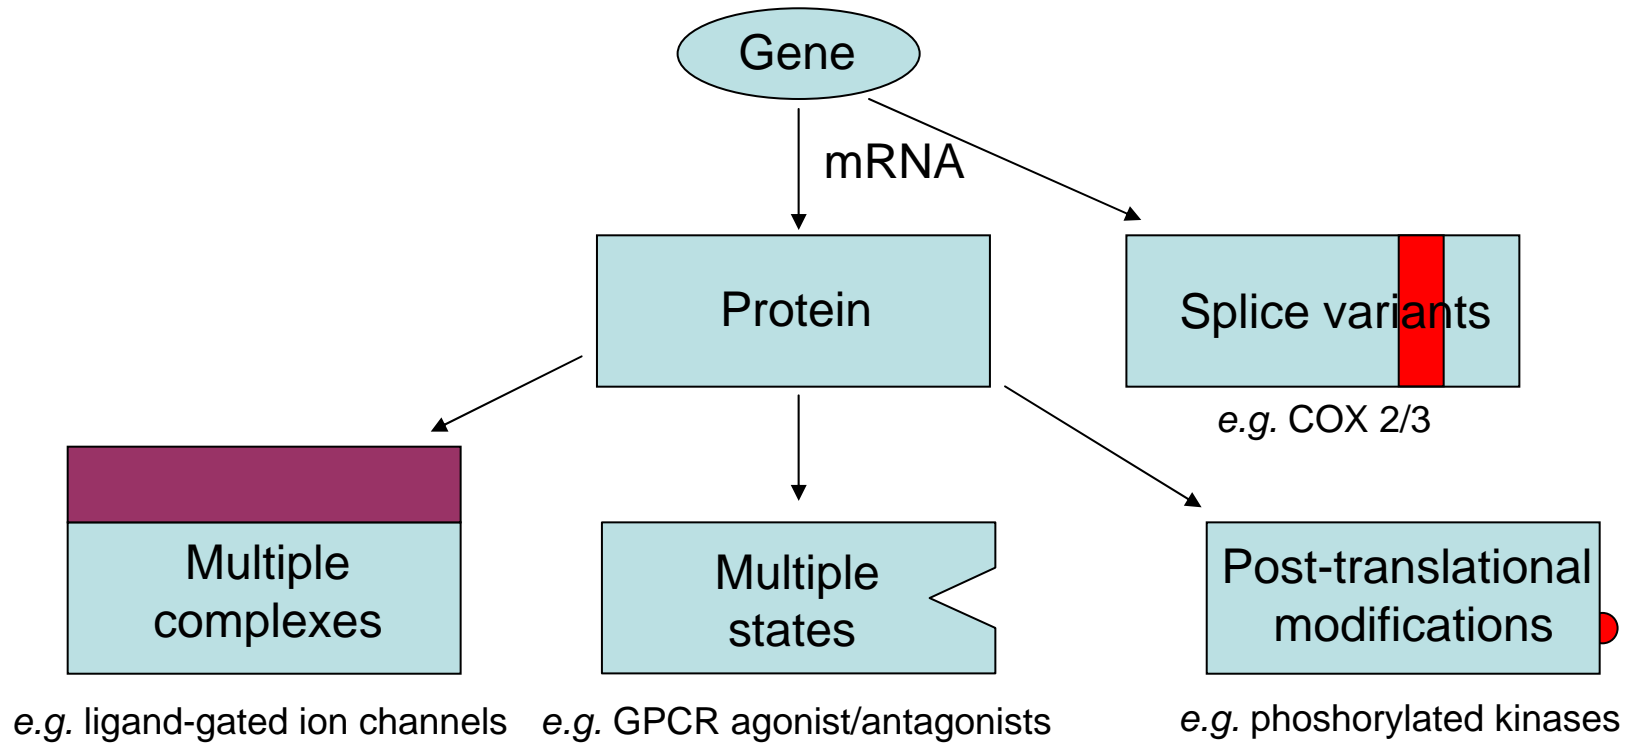 Gene
mRNA
Protein
Splice variants
e.g. COX 2/3
Multiple
complexes
Multiple
states
Post-translational
modifications
e.g. ligand-gated ion channels
e.g. GPCR agonist/antagonists
e.g. phoshorylated kinases